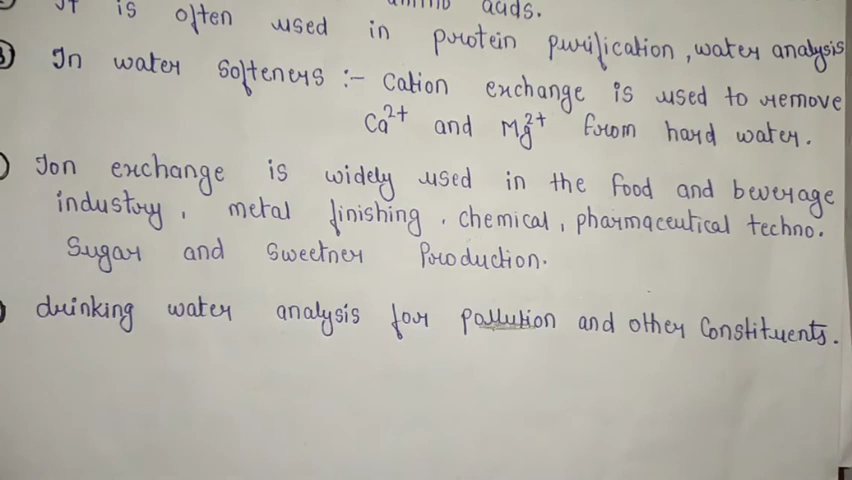 It is often used in protein purification, water analysis
amino acids.
In water softeners :- Cation exchange is used to remove
Ca²⁺ and Mg²⁺ from hard water.
Ion exchange is widely used in the food and beverage
industry, metal finishing, chemical, pharmaceutical techno.
Sugar and Sweetner Production.
drinking water analysis for pollution and other Constituents.